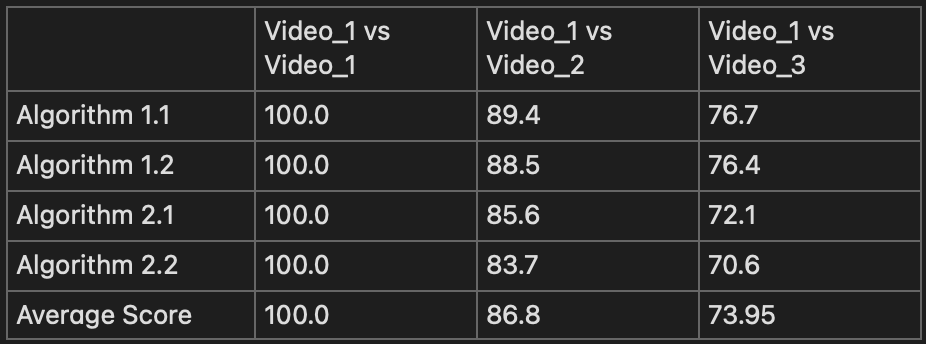 Video_1 vs Video_1 vs Video_1 vs
Video_1 Video_2 Video_3
Algorithm 1.1 100.0 89.4 76.7
Algorithm 1.2 100.0 88.5 76.4
Algorithm 2.1 100.0 85.6 72.1
Algorithm 2.2 100.0 83.7 70.6
Average Score 100.0 86.8 73.95